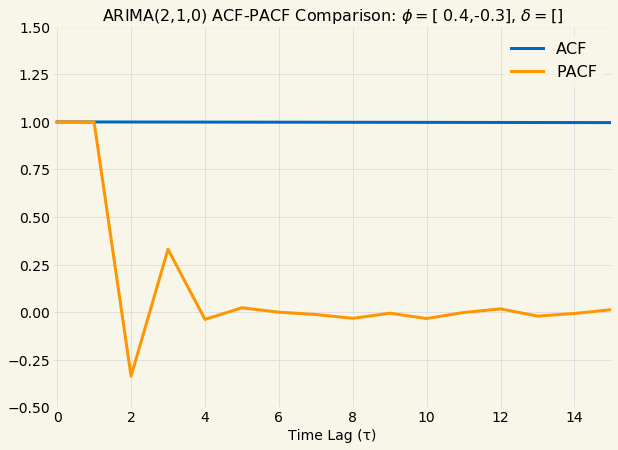 ARIMA(2,1,0) ACF-PACF Comparison: ϕ = [ 0.4,-0.3], δ = []
1.50
1.25
1.00
0.75
0.50
0.25
0.00
−0.25
−0.50
ACF
PACF
0 2 4 6 8 10 12 14
Time Lag (τ)